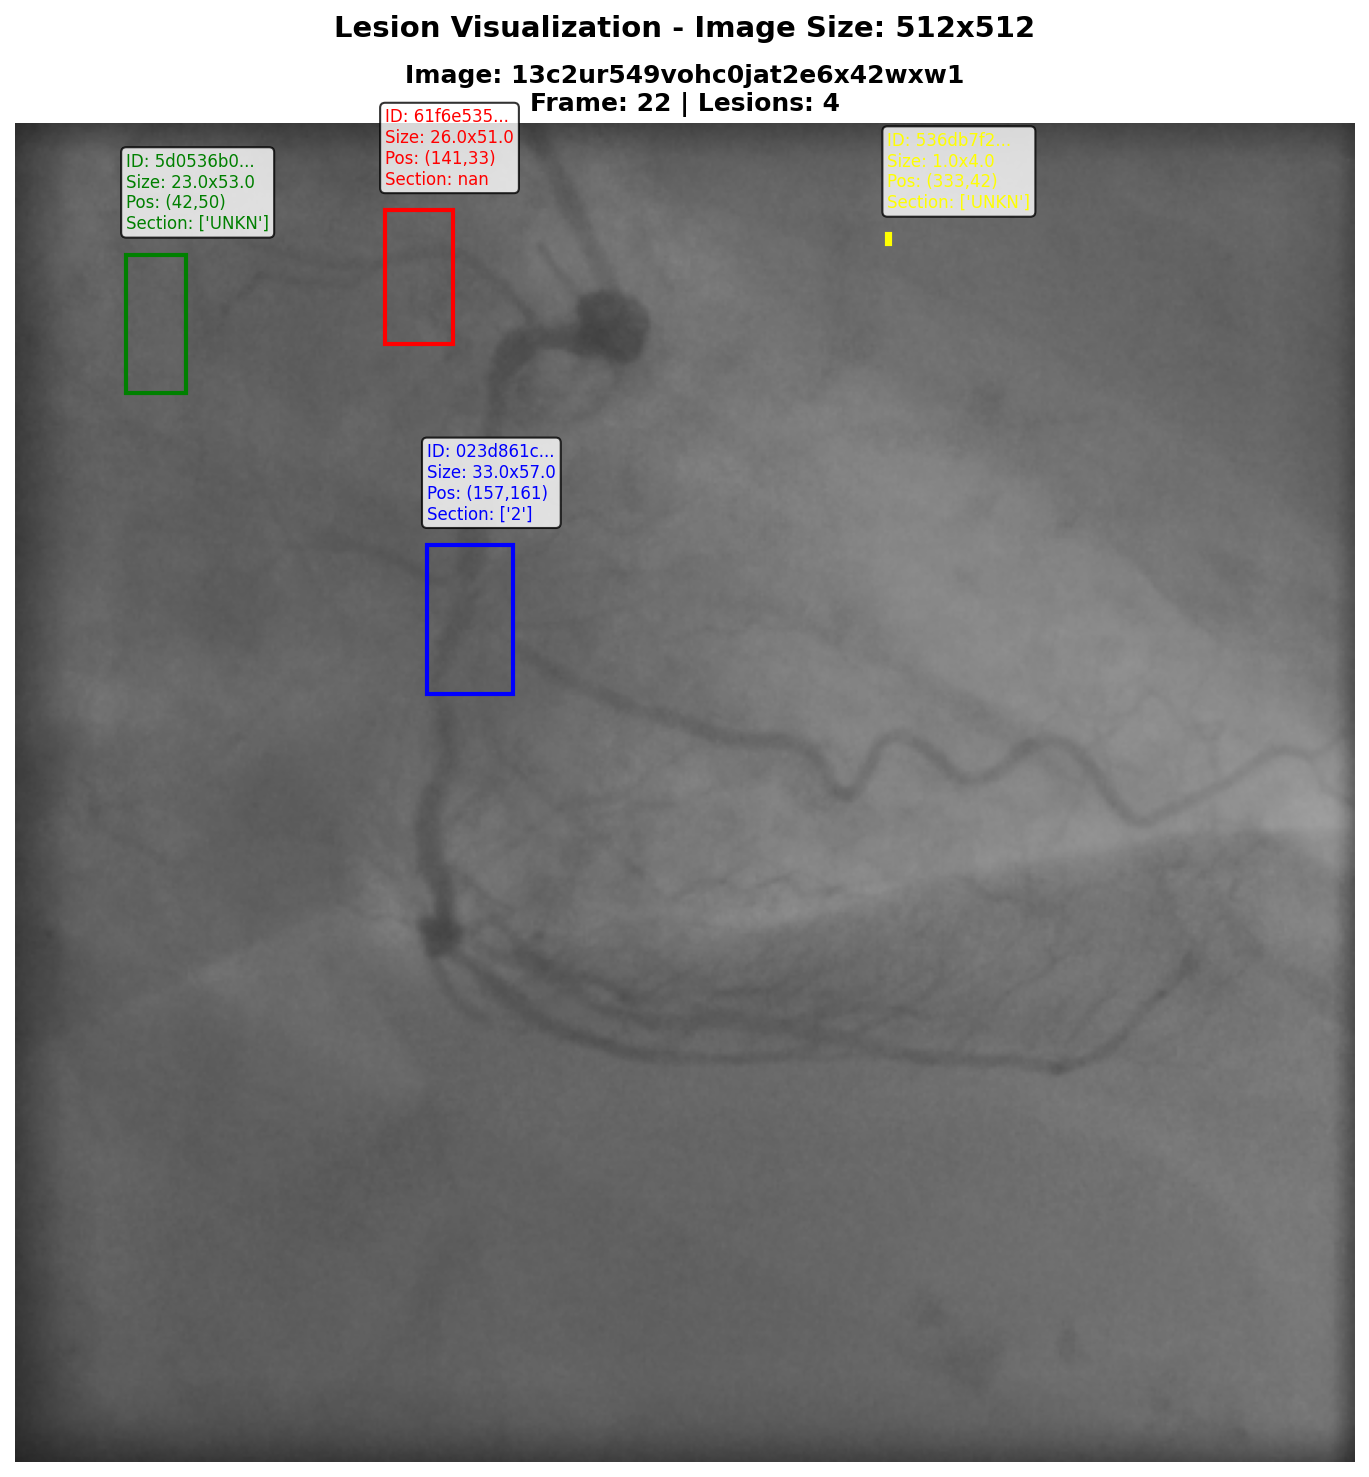 Lesion Visualization - Image Size: 512x512
Image: 13c2ur549vohc0jat2e6x42wxw1
Frame: 22 | Lesions: 4
ID: 61f6e535...
Size: 26.0x51.0
Pos: (141,33)
Section: nan
ID: 536db7f2...
Size: 1.0x4.0
Pos: (333,42)
Section: ['UNKN']
ID: 5d0536b0...
Size: 23.0x53.0
Pos: (42,50)
Section: ['UNKN']
ID: 023d861c...
Size: 33.0x57.0
Pos: (157,161)
Section: ['2']